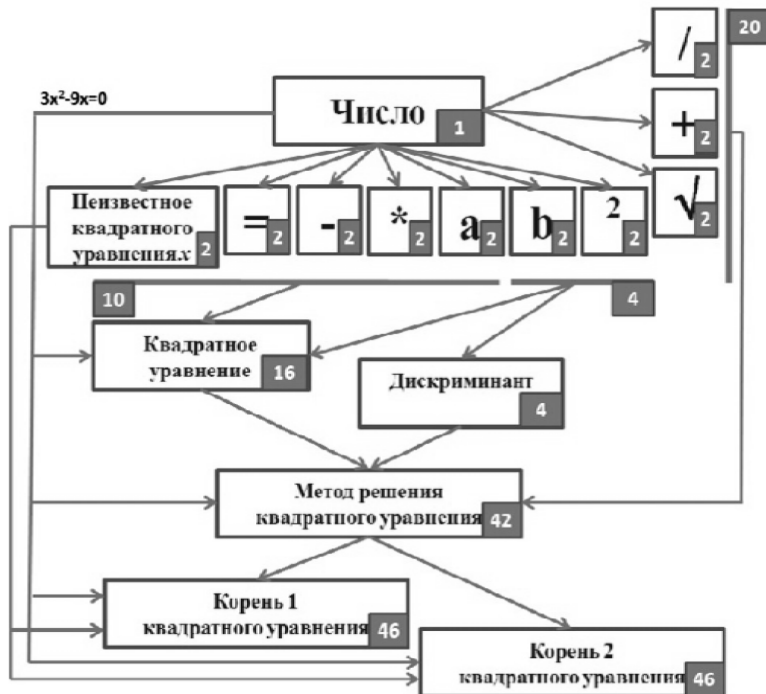 /
2
20
3x²-9x=0
Число
1
+
2
√
2
Неизвестное
квадратного
уравнения x
2
=
2
-
2
*
2
a
2
b
2
2
2
10
4
Квадратное
уравнение
16
Дискриминант
4
Метод решения
квадратного уравнения
42
Корень 1
квадратного уравнения
46
Корень 2
квадратного уравнения
46